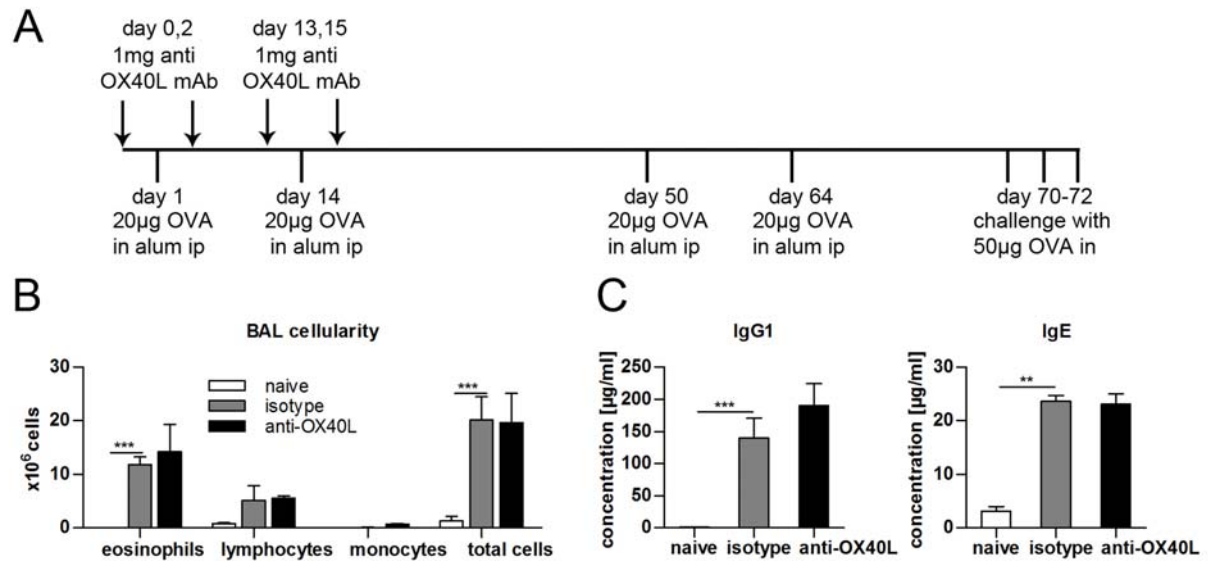 A
day 0,2
1mg anti
OX40L mAb
day 13,15
1mg anti
OX40L mAb
day 1
20µg OVA
in alum ip
day 14
20µg OVA
in alum ip
day 50
20µg OVA
in alum ip
day 64
20µg OVA
in alum ip
day 70-72
challenge with
50µg OVA in
B
BAL cellularity
x10⁶ cells
30
20
10
0
naive
isotype
anti-OX40L
***
***
eosinophils lymphocytes monocytes total cells
C
IgG1
concentration [µg/ml]
250
200
150
100
50
0
***
naive isotype anti-OX40L
IgE
concentration [µg/ml]
30
20
10
0
**
naive isotype anti-OX40L